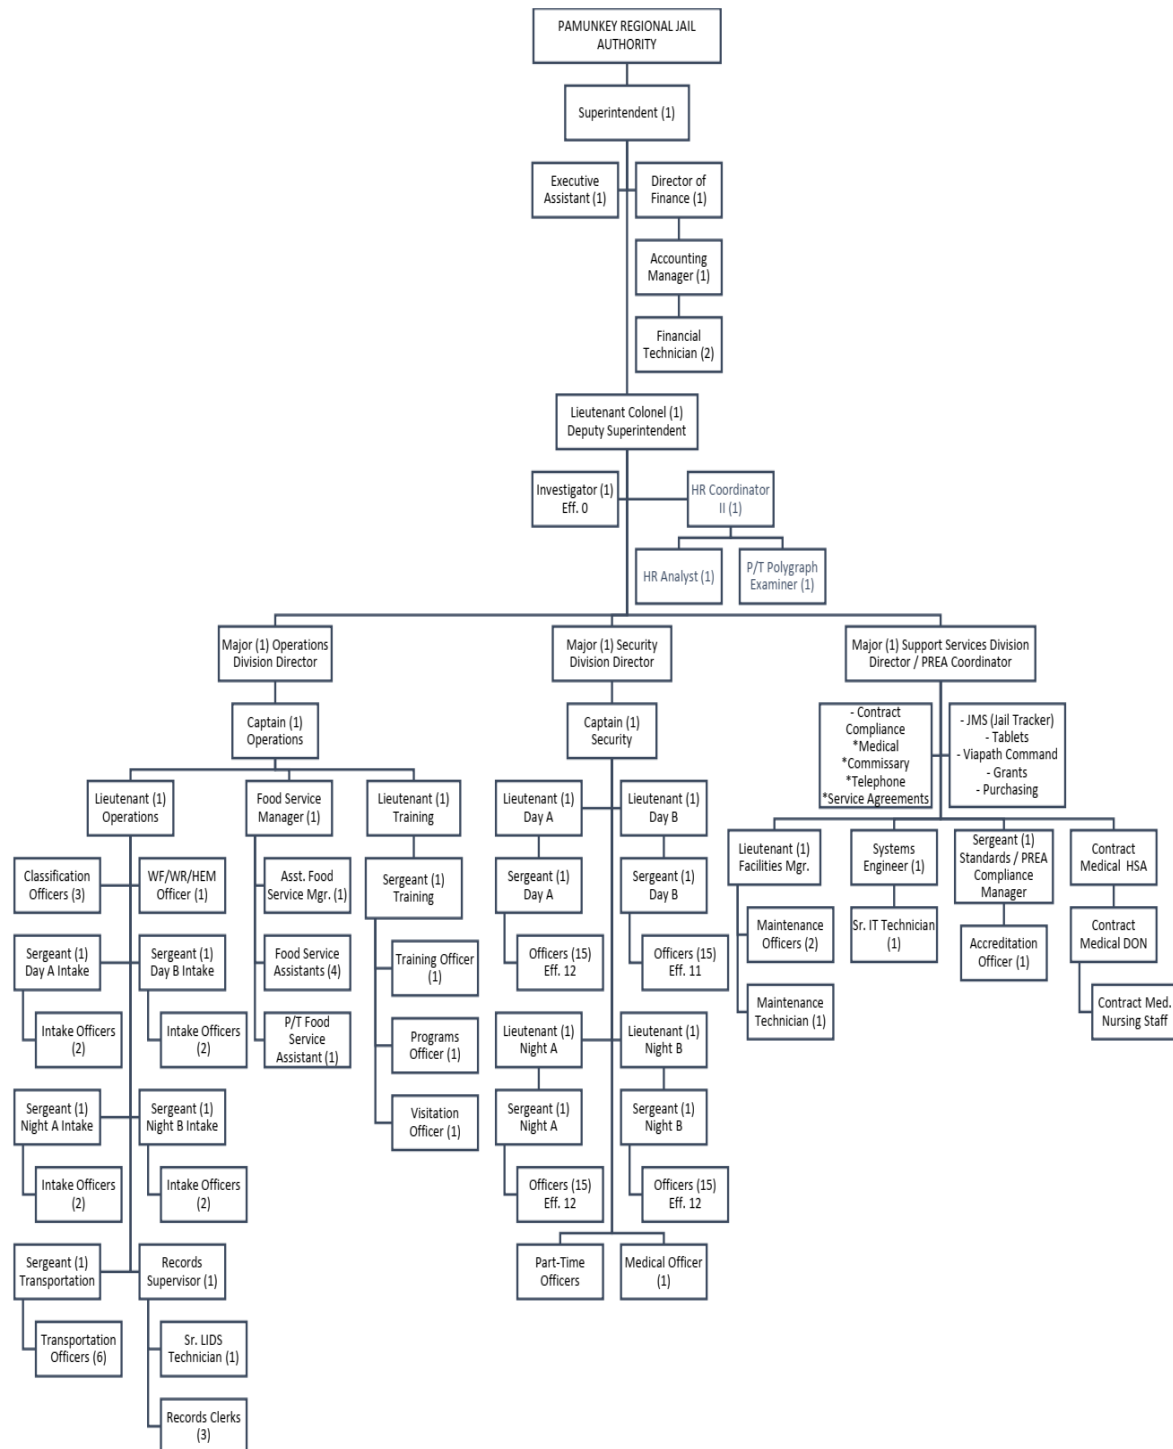 PAMUNKEY REGIONAL JAIL
AUTHORITY
Superintendent (1)
Executive
Assistant (1)
Director of
Finance (1)
Accounting
Manager (1)
Financial
Technician (2)
Lieutenant Colonel (1)
Deputy Superintendent
Investigator (1)
Eff. 0
HR Coordinator
II (1)
HR Analyst (1)
P/T Polygraph
Examiner (1)
Major (1) Operations
Division Director
Major (1) Security
Division Director
Major (1) Support Services Division
Director / PREA Coordinator
Captain (1)
Operations
Captain (1)
Security
- Contract
Compliance
*Medical
*Commissary
*Telephone
*Service Agreements
- JMS (Jail Tracker)
- Tablets
- Viapath Command
- Grants
- Purchasing
Lieutenant (1)
Operations
Food Service
Manager (1)
Lieutenant (1)
Training
Lieutenant (1)
Day A
Lieutenant (1)
Day B
Lieutenant (1)
Facilities Mgr.
Systems
Engineer (1)
Sergeant (1)
Standards / PREA
Compliance
Manager
Contract
Medical HSA
Classification
Officers (3)
WF/WR/HEM
Officer (1)
Asst. Food
Service Mgr. (1)
Sergeant (1)
Training
Sergeant (1)
Day A
Sergeant (1)
Day B
Maintenance
Officers (2)
Sr. IT Technician
(1)
Accreditation
Officer (1)
Contract
Medical DON
Sergeant (1)
Day A Intake
Sergeant (1)
Day B Intake
Food Service
Assistants (4)
Training Officer
(1)
Officers (15)
Eff. 12
Officers (15)
Eff. 11
Maintenance
Technician (1)
Contract Med.
Nursing Staff
Intake Officers
(2)
Intake Officers
(2)
P/T Food
Service
Assistant (1)
Programs
Officer (1)
Lieutenant (1)
Night A
Lieutenant (1)
Night B
Sergeant (1)
Night A Intake
Sergeant (1)
Night B Intake
Visitation
Officer (1)
Sergeant (1)
Night A
Sergeant (1)
Night B
Intake Officers
(2)
Intake Officers
(2)
Officers (15)
Eff. 12
Officers (15)
Eff. 12
Sergeant (1)
Transportation
Records
Supervisor (1)
Part-Time
Officers
Medical Officer
(1)
Transportation
Officers (6)
Sr. LIDS
Technician (1)
Records Clerks
(3)